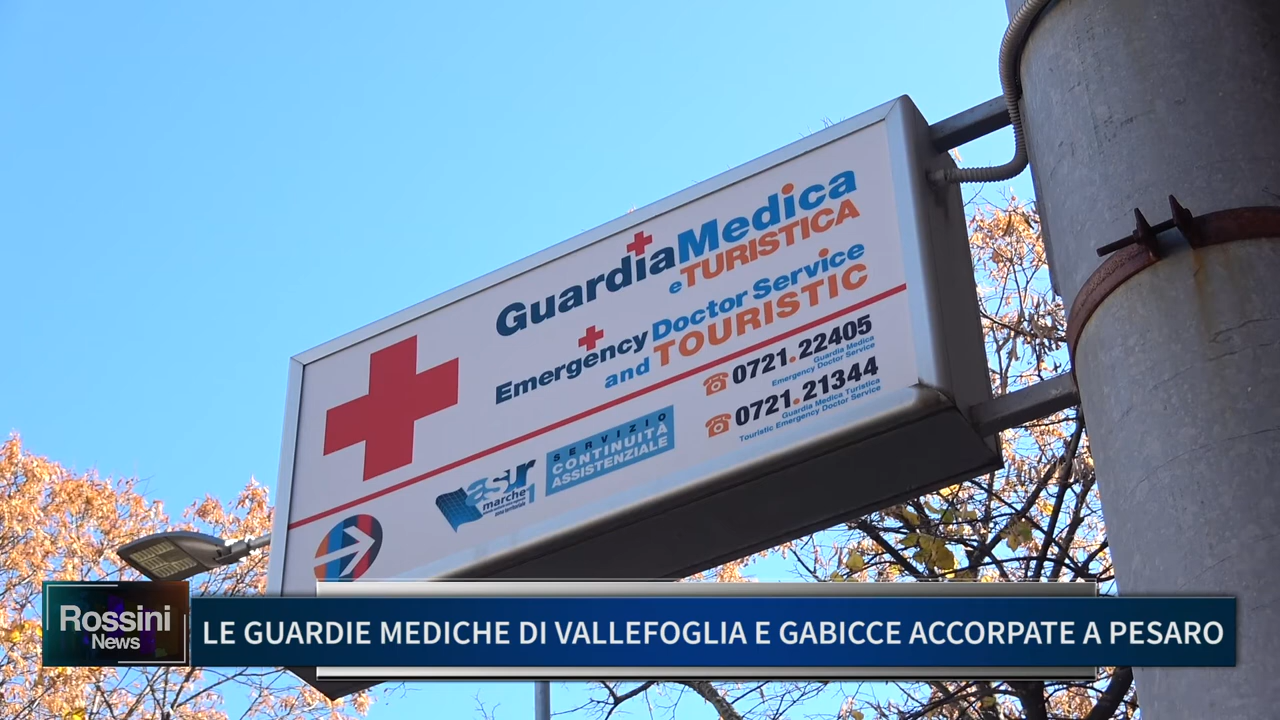 GuardiaMedica
e TURISTICA
Emergency Doctor Service
and TOURISTIC
0721.22405
Guardia Medica
Emergency Doctor Service
0721.21344
Guardia Medica Turistica
Touristic Emergency Doctor Service
SERVIZIO
CONTINUITÀ
ASSISTENZIALE
asur
marche
Rossini
News
LE GUARDIE MEDICHE DI VALLEFOGLIA E GABICCE ACCORPATE A PESARO